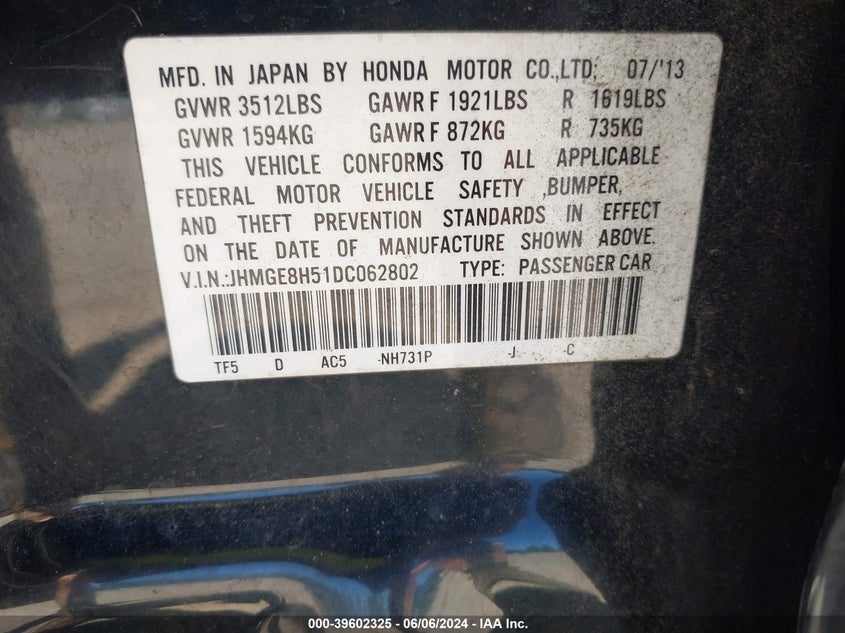 MFD. IN JAPAN BY HONDA MOTOR CO.,LTD; 07/'13
GVWR 3512LBS GAWR F 1921LBS R 1619LBS
GVWR 1594KG GAWR F 872KG R 735KG
THIS VEHICLE CONFORMS TO ALL APPLICABLE
FEDERAL MOTOR VEHICLE SAFETY ,BUMPER,
AND THEFT PREVENTION STANDARDS IN EFFECT
ON THE DATE OF MANUFACTURE SHOWN ABOVE.
V.I.N.:JHMGE8H51DC062802 TYPE: PASSENGER CAR
TF5 D AC5 -NH731P -J -C
000-39602325 - 06/06/2024 - IAA Inc.